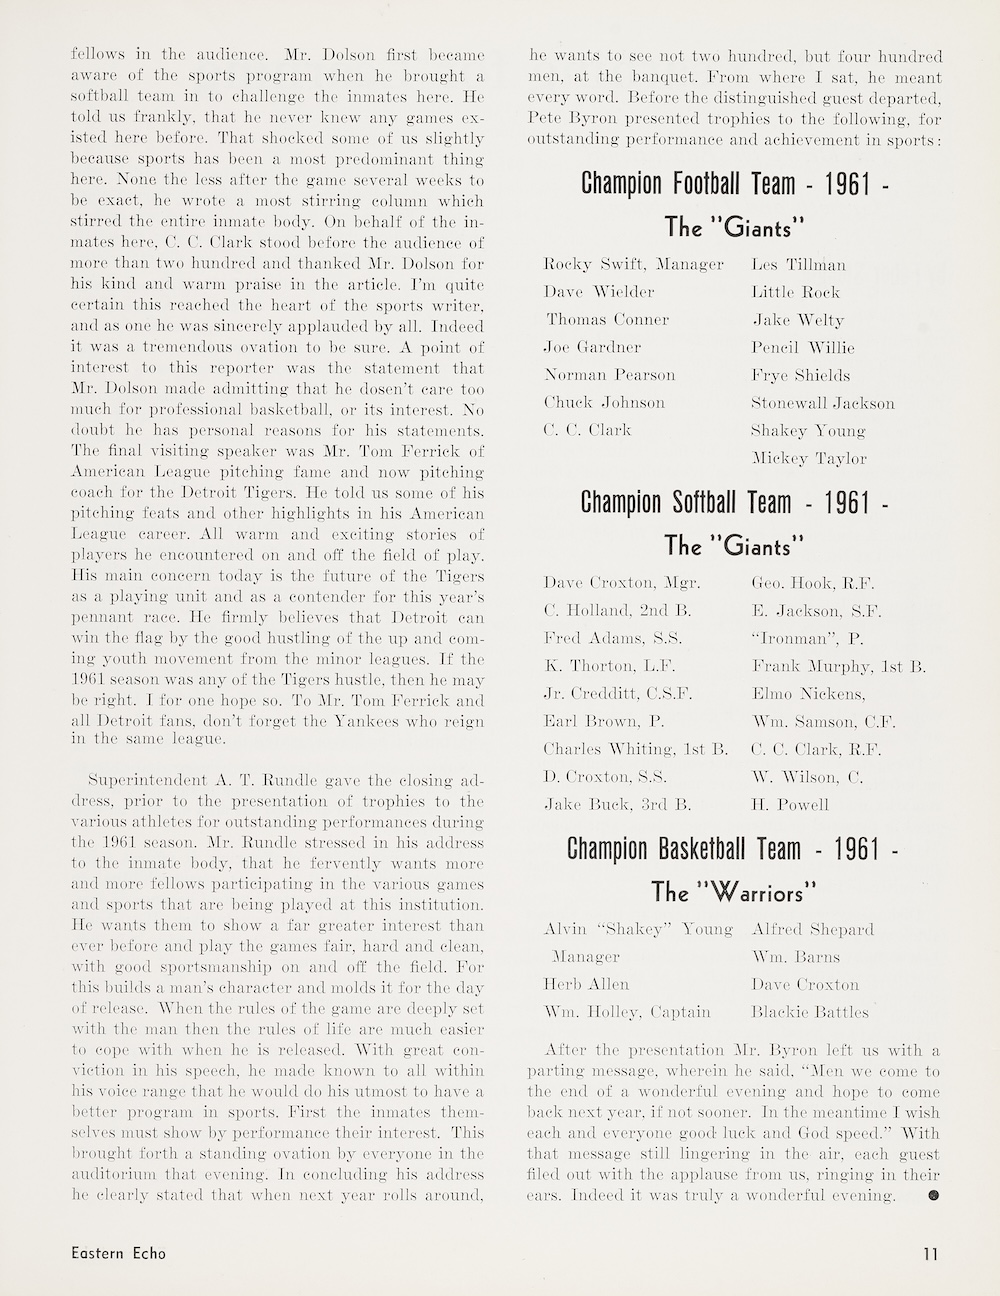 fellows in the audience. Mr. Dolson first became
aware of the sports program when he brought a
softball team in to challenge the inmates here. He
told us frankly, that he never knew any games ex-
isted here before. That shocked some of us slightly
because sports has been a most predominant thing
here. None the less after the game several weeks to
be exact, he wrote a most stirring column which
stirred the entire inmate body. On behalf of the in-
mates here, C. C. Clark stood before the audience of
more than two hundred and thanked Mr. Dolson for
his kind and warm praise in the article. I'm quite
certain this reached the heart of the sports writer,
and as one he was sincerely applauded by all. Indeed
it was a tremendous ovation to be sure. A point of
interest to this reporter was the statement that
Mr. Dolson made admitting that he dosen't care too
much for professional basketball, or its interest. No
doubt he has personal reasons for his statements.
The final visiting speaker was Mr. Tom Ferrick of
American League pitching fame and now pitching
coach for the Detroit Tigers. He told us some of his
pitching feats and other highlights in his American
League career. All warm and exciting stories of
players he encountered on and off the field of play.
His main concern today is the future of the Tigers
as a playing unit and as a contender for this year's
pennant race. He firmly believes that Detroit can
win the flag by the good hustling of the up and com-
ing youth movement from the minor leagues. If the
1961 season was any of the Tigers hustle, then he may
be right. I for one hope so. To Mr. Tom Ferrick and
all Detroit fans, don't forget the Yankees who reign
in the same league.
Superintendent A. T. Rundle gave the closing ad-
dress, prior to the presentation of trophies to the
various athletes for outstanding performances during
the 1961 season. Mr. Rundle stressed in his address
to the inmate body, that he fervently wants more
and more fellows participating in the various games
and sports that are being played at this institution.
He wants them to show a far greater interest than
ever before and play the games fair, hard and clean,
with good sportsmanship on and off the field. For
this builds a man's character and molds it for the day
of release. When the rules of the game are deeply set
with the man then the rules of life are much easier
to cope with when he is released. With great con-
viction in his speech, he made known to all within
his voice range that he would do his utmost to have a
better program in sports. First the inmates them-
selves must show by performance their interest. This
brought forth a standing ovation by everyone in the
auditorium that evening. In concluding his address
he clearly stated that when next year rolls around,
he wants to see not two hundred, but four hundred
men, at the banquet. From where I sat, he meant
every word. Before the distinguished guest departed,
Pete Byron presented trophies to the following, for
outstanding performance and achievement in sports:
Champion Football Team - 1961 -
The "Giants"
Rocky Swift, Manager Les Tillman
Dave Wielder Little Rock
Thomas Conner Jake Welty
Joe Gardner Pencil Willie
Norman Pearson Frye Shields
Chuck Johnson Stonewall Jackson
C. C. Clark Shakey Young
Mickey Taylor
Champion Softball Team - 1961 -
The "Giants"
Dave Croxton, Mgr. Geo. Hook, R.F.
C. Holland, 2nd B. E. Jackson, S.F.
Fred Adams, S.S. "Ironman", P.
K. Thorton, L.F. Frank Murphy, 1st B.
Jr. Credditt, C.S.F. Elmo Nickens,
Earl Brown, P. Wm. Samson, C.F.
Charles Whiting, 1st B. C. C. Clark, R.F.
D. Croxton, S.S. W. Wilson, C.
Jake Buck, 3rd B. H. Powell
Champion Basketball Team - 1961 -
The "Warriors"
Alvin "Shakey" Young Alfred Shepard
Manager Wm. Barns
Herb Allen Dave Croxton
Wm. Holley, Captain Blackie Battles
After the presentation Mr. Byron left us with a
parting message, wherein he said, "Men we come to
the end of a wonderful evening and hope to come
back next year, if not sooner. In the meantime I wish
each and everyone good luck and God speed." With
that message still lingering in the air, each guest
filed out with the applause from us, ringing in their
ears. Indeed it was truly a wonderful evening.
Eastern Echo 11